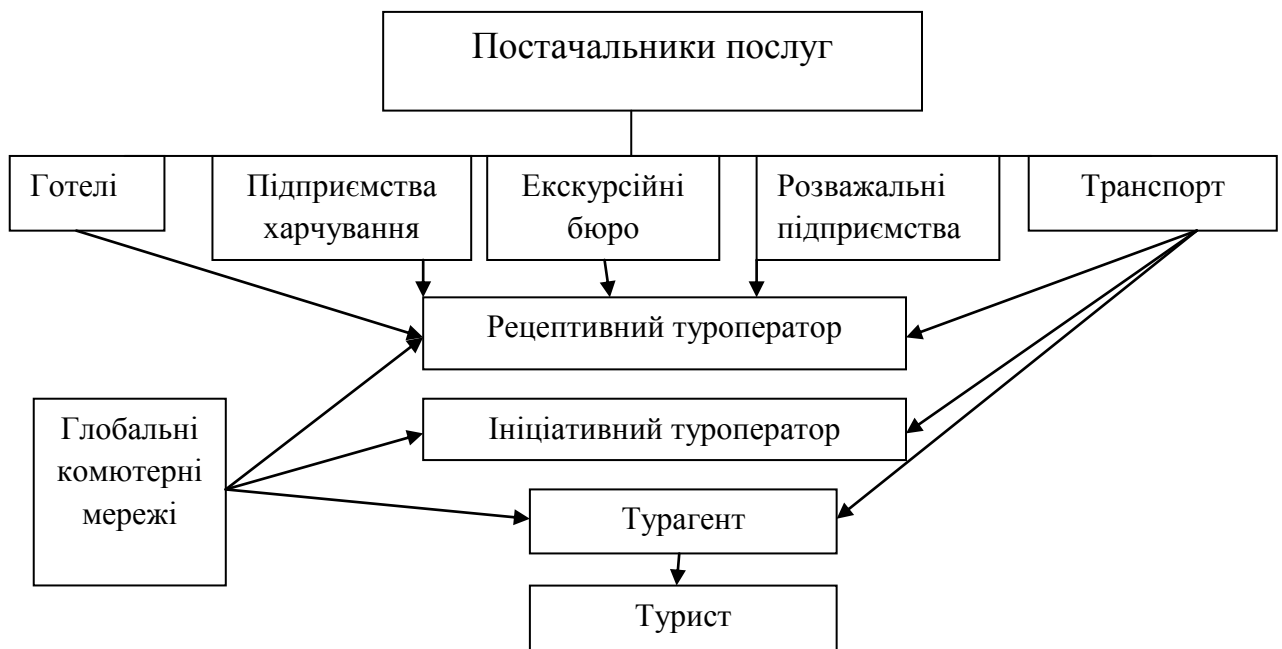 Постачальники послуг
Готелі
Підприємства
харчування
Екскурсійні
бюро
Розважальні
підприємства
Транспорт
Рецептивний туроператор
Глобальні
комютерні
мережі
Ініціативний туроператор
Турагент
Турист